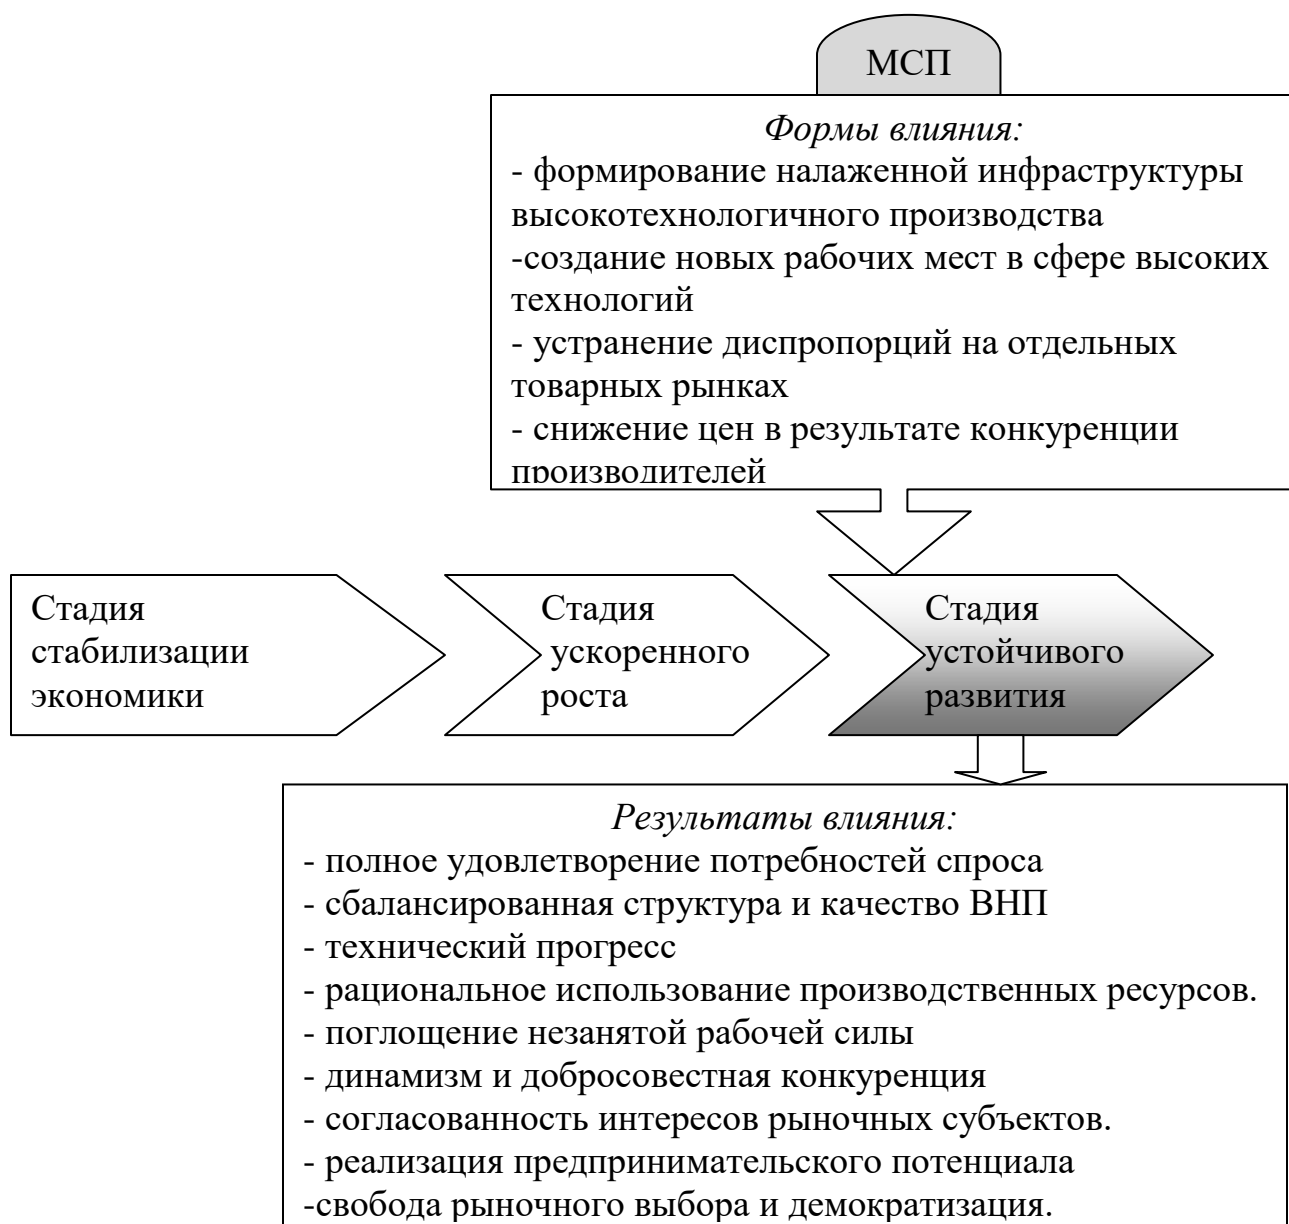 МСП
Формы влияния:
- формирование налаженной инфраструктуры
высокотехнологичного производства
-создание новых рабочих мест в сфере высоких
технологий
- устранение диспропорций на отдельных
товарных рынках
- снижение цен в результате конкуренции
производителей
Стадия
стабилизации
экономики
Стадия
ускоренного
роста
Стадия
устойчивого
развития
Результаты влияния:
- полное удовлетворение потребностей спроса
- сбалансированная структура и качество ВНП
- технический прогресс
- рациональное использование производственных ресурсов.
- поглощение незанятой рабочей силы
- динамизм и добросовестная конкуренция
- согласованность интересов рыночных субъектов.
- реализация предпринимательского потенциала
-свобода рыночного выбора и демократизация.